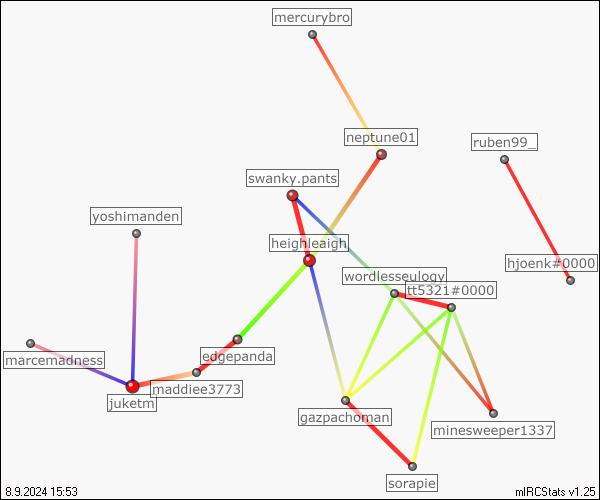 mercurybro
neptune01
ruben99_
swanky.pants
yoshimanden
heighleaigh
hjoenk#0000
wordlesseulogy
tt5321#0000
edgepanda
marcemadness
maddiee3773
juketm
gazpachoman
minesweeper1337
sorapie
8.9.2024 15:53
mIRCStats v1.25